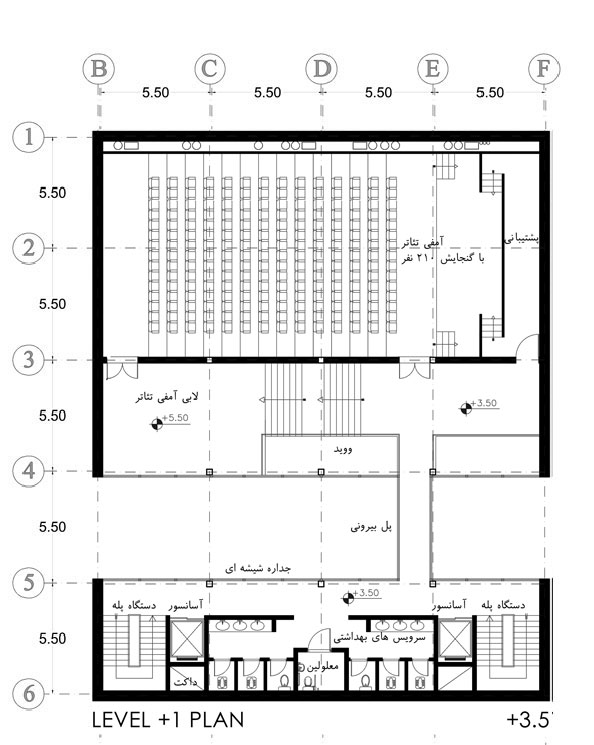 B C D E F
5.50 5.50 5.50 5.50
1
5.50
2
آمفی تئاتر
با گنجایش ۲۱۰ نفر
پشتیبانی
5.50
3
لابی آمفی تئاتر
+5.50
+3.50
5.50
ووید
4
پل بیرونی
5.50
جداره شیشه ای
5
+3.50
دستگاه پله
آسانسور
آسانسور
دستگاه پله
سرویس های بهداشتی
5.50
معلولین
داکت
6
LEVEL +1 PLAN
+3.5